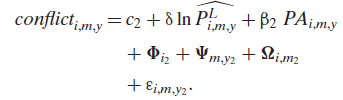 conflict_{i,m,y} = c_2 + δ ln \widehat{P^L_{i,m,y}} + β_2 PA_{i,m,y}
+ Φ_{i_2} + Ψ_{m,y_2} + Ω_{i,m_2}
+ ε_{i,m,y_2}.